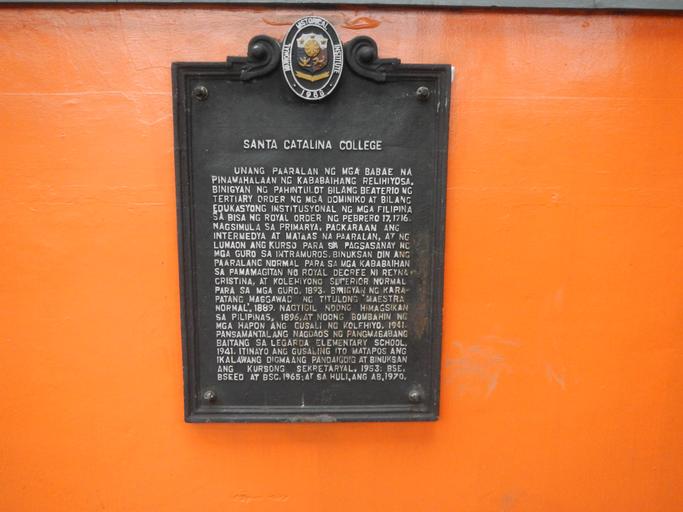 NATIONAL HISTORICAL INSTITUTE
1988
SANTA CATALINA COLLEGE
UNANG PAARALAN NG MGA BABAE NA
PINAMAHALAAN NG KABABAIHANG RELIHIYOSA,
BINIGYAN NG PAHINTULOT BILANG BEATERIO NG
TERTIARY ORDER NG MGA DOMINIKO AT BILANG
EDUKASYONG INSTITUSYONAL NG MGA FILIPINA
SA BISA NG ROYAL ORDER NG PEBRERO 17, 1716.
NAGSIMULA SA PRIMARYA, PAGKARAAN ANG
INTERMEDYA AT MATAAS NA PAARALAN, AT NG
LUMAON ANG KURSO PARA SA PAGSASANAY NG
MGA GURO SA INTRAMUROS. BINUKSAN DIN ANG
PAARALANG NORMAL PARA SA MGA KABABAIHAN
SA PAMAMAGITAN NG ROYAL DECREE NI REYNA
CRISTINA, AT KOLEHIYONG SUPERIOR NORMAL
PARA SA MGA GURO, 1893. BINIGYAN NG KARA-
PATANG MAGGAWAD NG TITULONG "MAESTRA
NORMAL", 1889. NAGTIGIL NOONG HIMAGSIKAN
SA PILIPINAS, 1896, AT NOONG BOMBAHIN NG
MGA HAPON ANG GUSALI NG KOLEHIYO, 1941.
PANSAMANTALANG NAGDAOS NG PANGMAGABANG
BAITANG SA LEGARDA ELEMENTARY SCHOOL,
1941. ITINAYO ANG GUSALING ITO MATAPOS ANG
IKALAWANG DIGMAANG PANDAIGDIG AT BINUKSAN
ANG KURSONG SEKRETARYAL, 1953; BSE,
BSEED AT BSC, 1965; AT SA HULI, ANG AB, 1970.